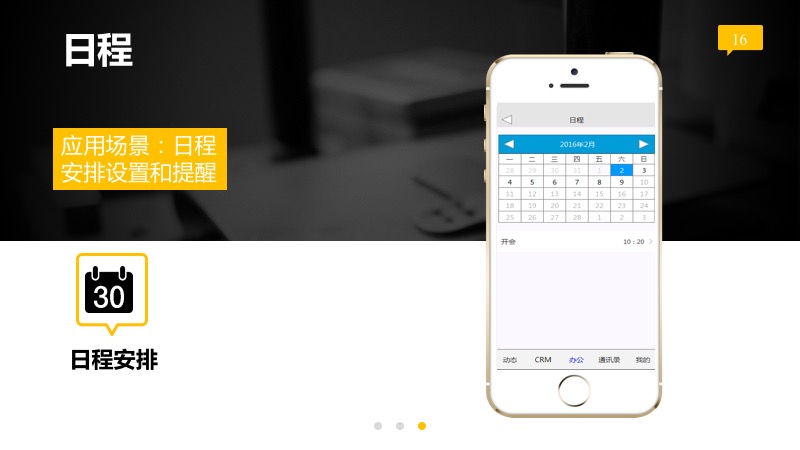 日程
16
应用场景：日程
安排设置和提醒
30
日程安排
日程
2016年2月
一 二 三 四 五 六 日
28 29 30 31 1 2 3
4 5 6 7 8 9 10
11 12 13 14 15 16 17
18 19 20 21 22 23 24
25 26 27 28 1 2 3
开会 10：20
动态 CRM 办公 通讯录 我的